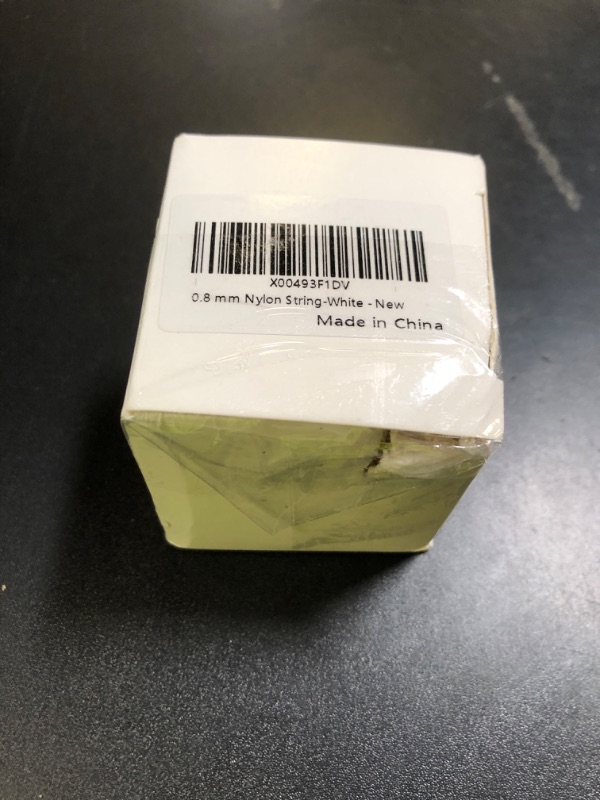 X00493F1DV
0.8 mm Nylon String-White - New
Made in China